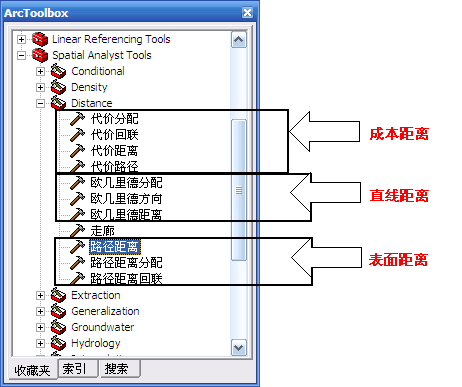 ArcToolbox
Linear Referencing Tools
Spatial Analyst Tools
Conditional
Density
Distance
代价分配
代价回联
代价距离
代价路径
成本距离
欧几里德分配
欧几里德方向
欧几里德距离
直线距离
走廊
路径距离
路径距离分配
路径距离回联
表面距离
Extraction
Generalization
Groundwater
Hydrology
收藏夹 索引 搜索